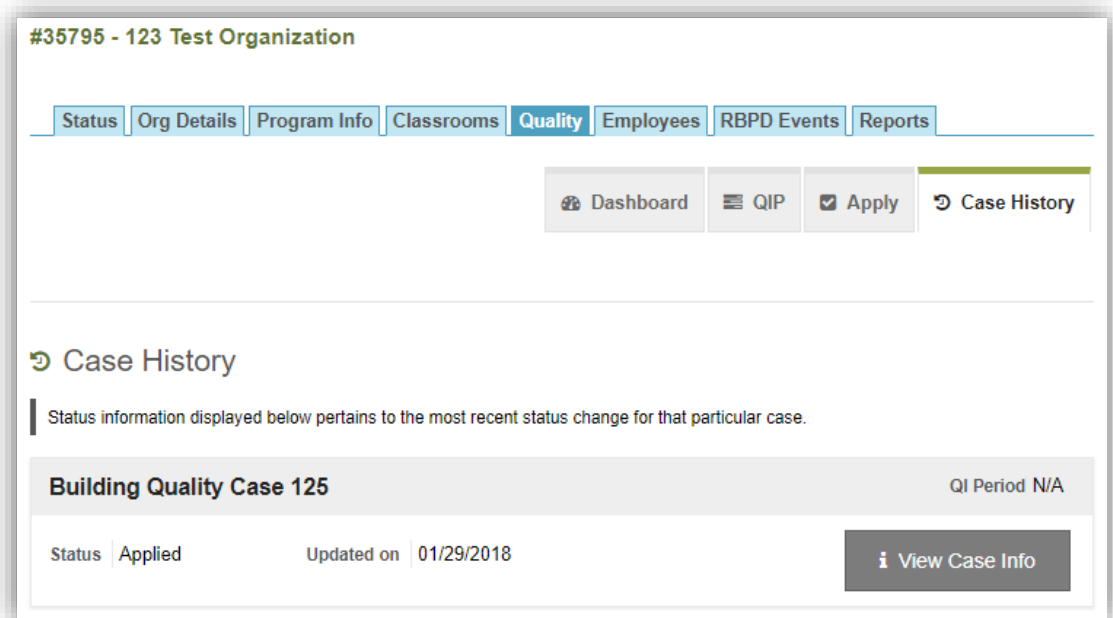 #35795 - 123 Test Organization
Status Org Details Program Info Classrooms Quality Employees RBPD Events Reports
Dashboard QIP Apply Case History
Case History
Status information displayed below pertains to the most recent status change for that particular case.
Building Quality Case 125 QI Period N/A
Status Applied Updated on 01/29/2018 View Case Info